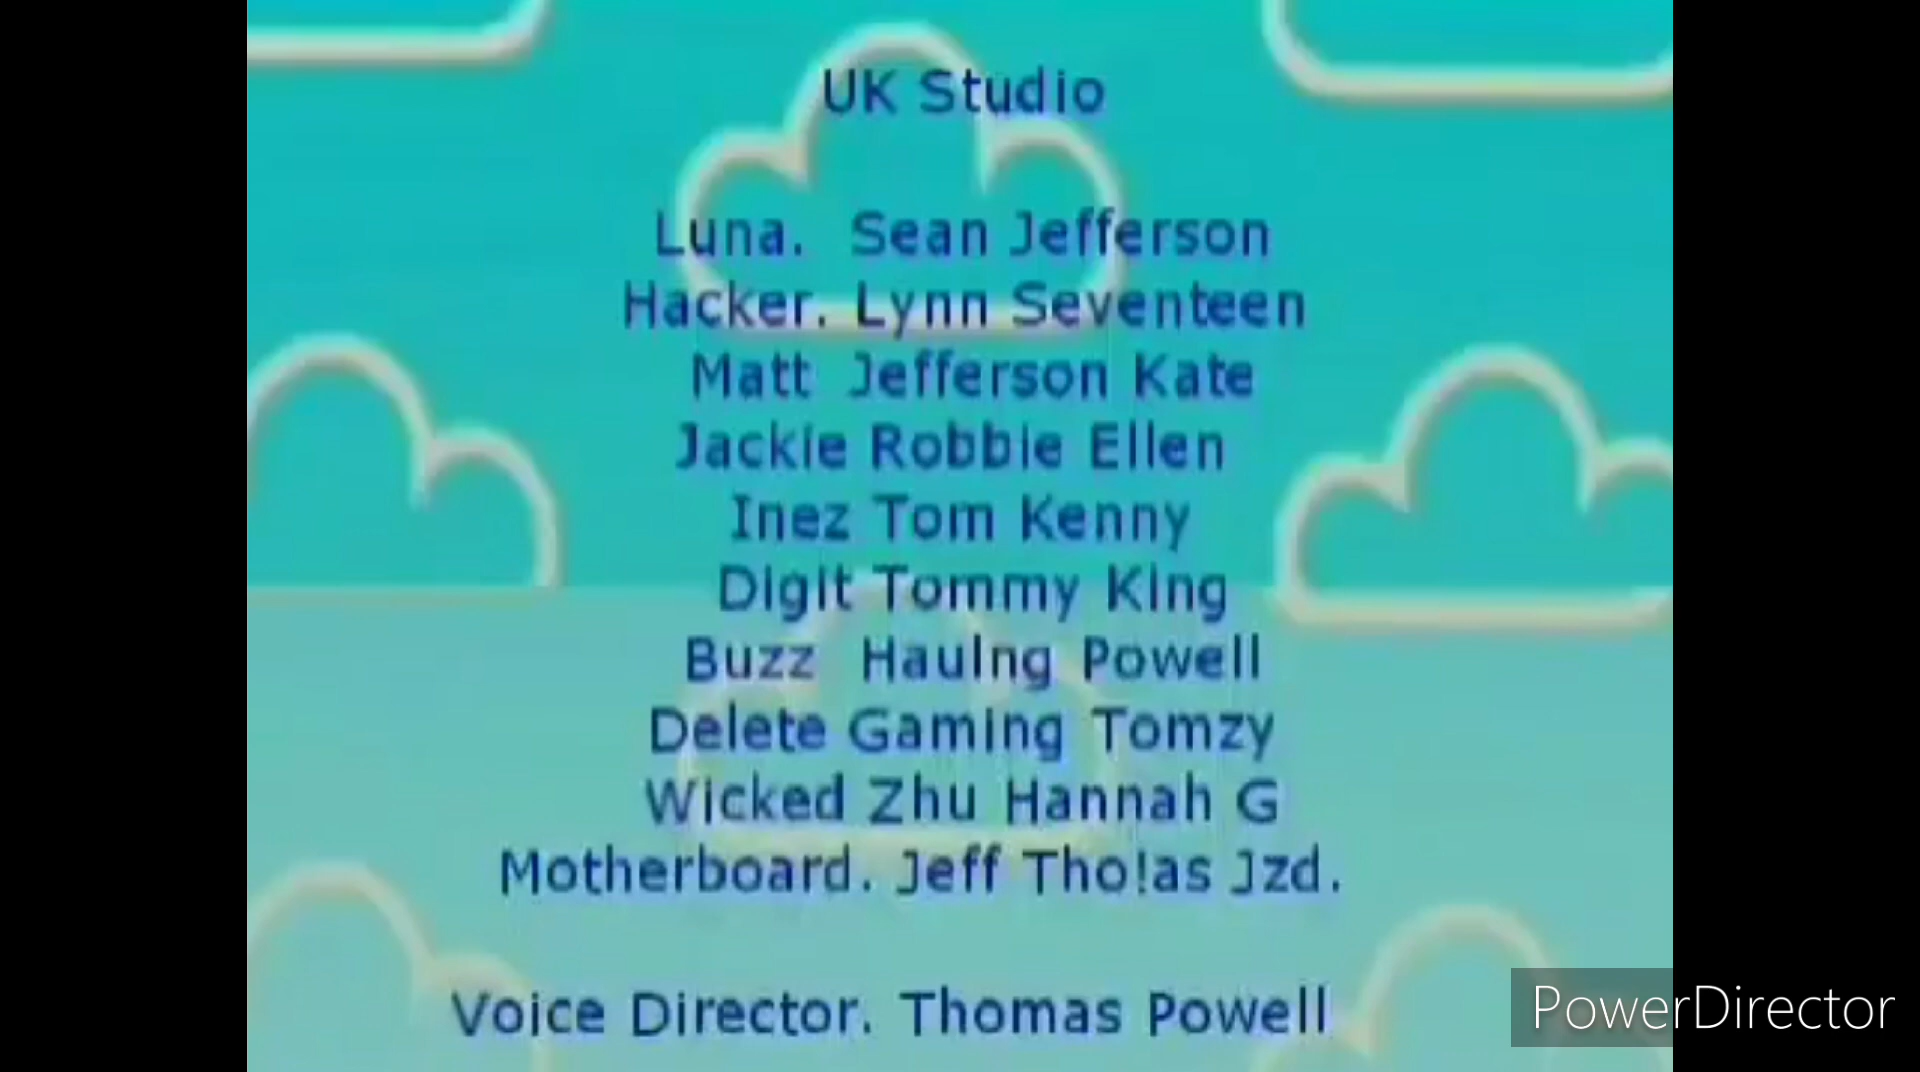 UK Studio
Luna. Sean Jefferson
Hacker. Lynn Seventeen
Matt Jefferson Kate
Jackie Robbie Ellen
Inez Tom Kenny
Digit Tommy King
Buzz Haulng Powell
Delete Gaming Tomzy
Wicked Zhu Hannah G
Motherboard. Jeff Tho!as Jzd.
Voice Director. Thomas Powell
PowerDirector